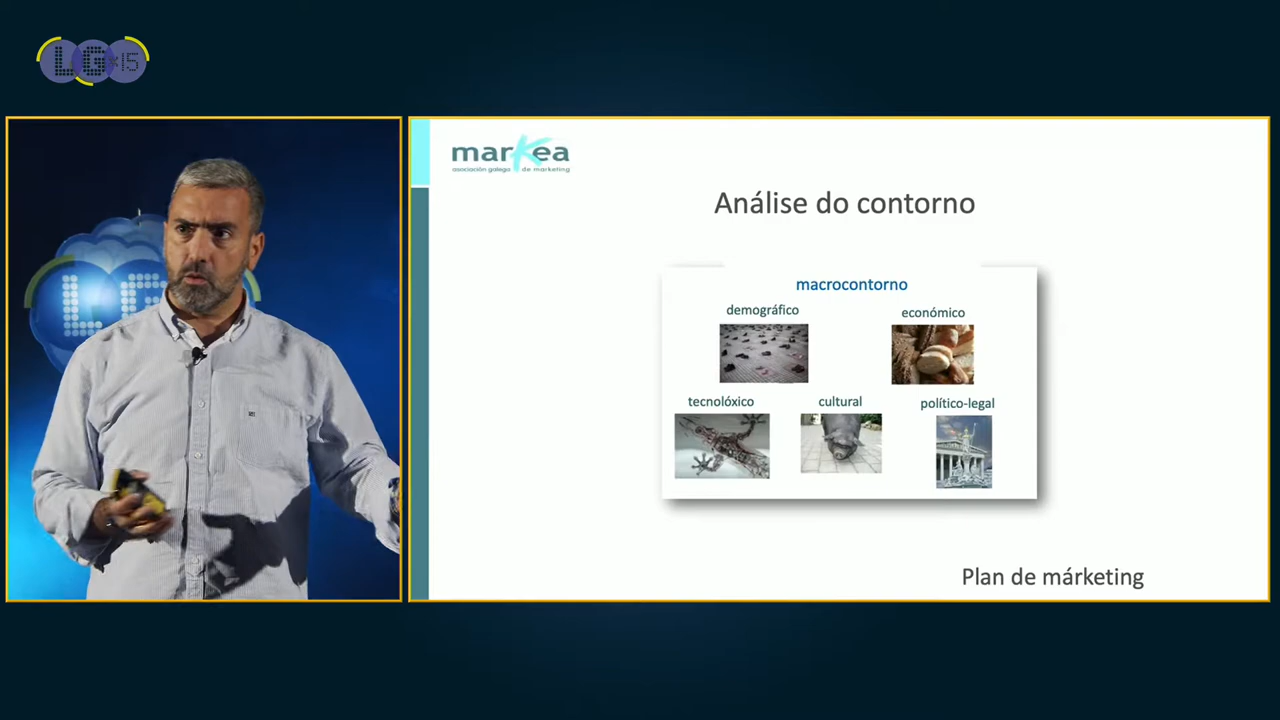 LG×15
LG
markea
asociación galega de marketing
Análise do contorno
macrocontorno
demográfico
económico
tecnolóxico
cultural
político-legal
Plan de márketing